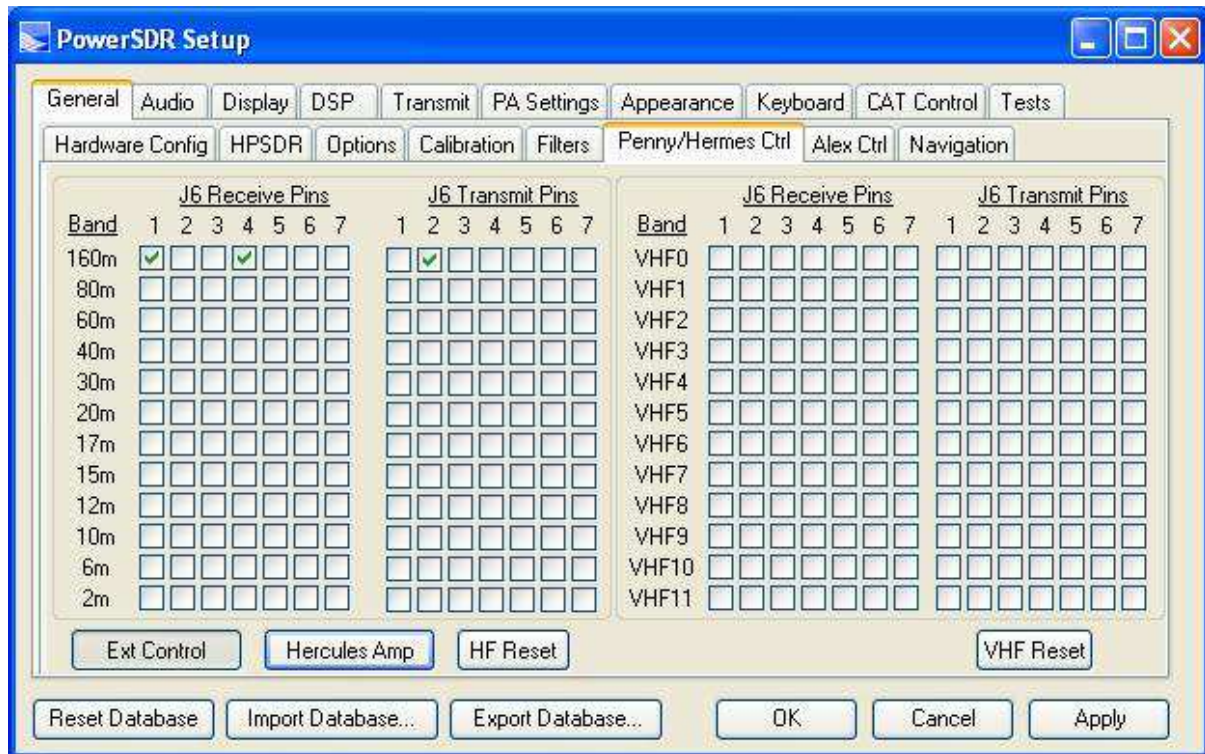 PowerSDR Setup
General Audio Display DSP Transmit PA Settings Appearance Keyboard CAT Control Tests
Hardware Config HPSDR Options Calibration Filters Penny/Hermes Ctrl Alex Ctrl Navigation
J6 Receive Pins J6 Transmit Pins J6 Receive Pins J6 Transmit Pins
Band 1 2 3 4 5 6 7 1 2 3 4 5 6 7 Band 1 2 3 4 5 6 7 1 2 3 4 5 6 7
160m VHF0
80m VHF1
60m VHF2
40m VHF3
30m VHF4
20m VHF5
17m VHF6
15m VHF7
12m VHF8
10m VHF9
6m VHF10
2m VHF11
Ext Control Hercules Amp HF Reset VHF Reset
Reset Database Import Database... Export Database... OK Cancel Apply